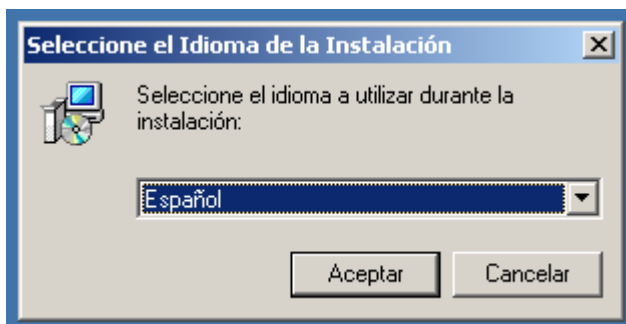 Seleccione el Idioma de la Instalación
Seleccione el idioma a utilizar durante la
instalación:
Español
Aceptar Cancelar